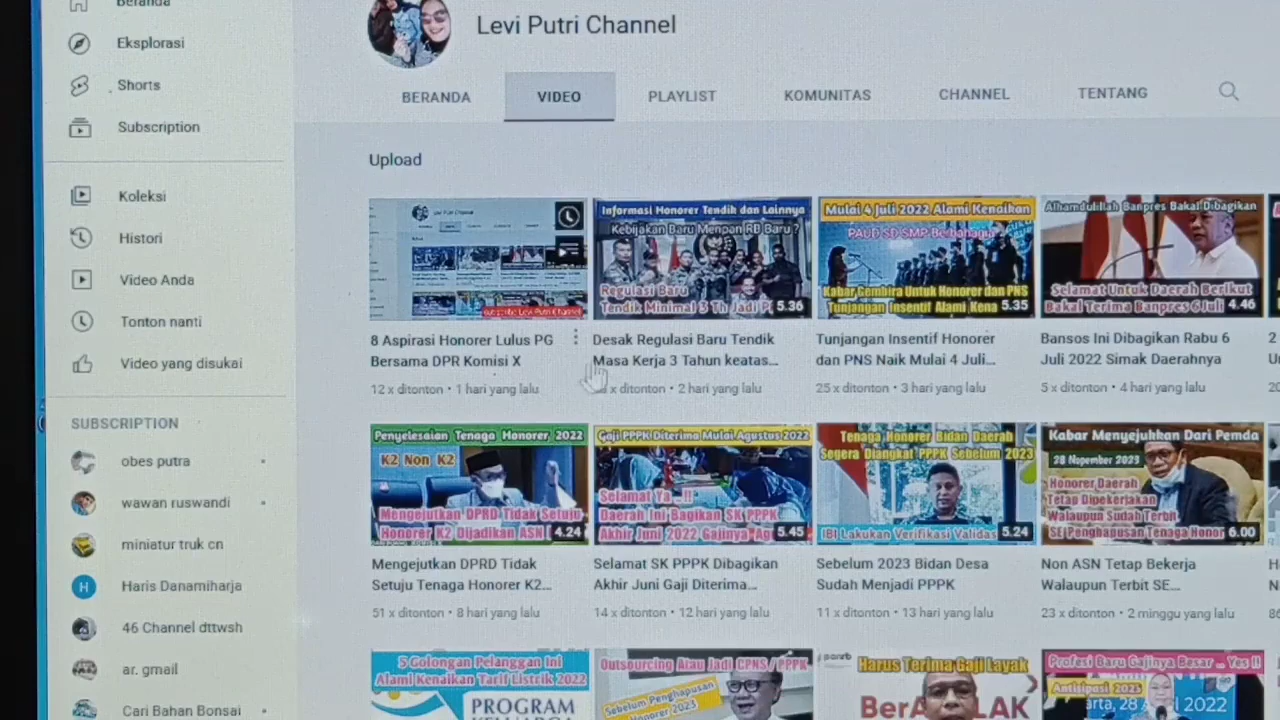 Beranda
Eksplorasi
Shorts
Subscription
Koleksi
Histori
Video Anda
Tonton nanti
Video yang disukai
SUBSCRIPTION
obes putra
wawan ruswandi
miniatur truk cn
H
Haris Danamiharja
46 Channel dttwsh
ar. gmail
Cari Bahan Bonsai
Levi Putri Channel
BERANDA
VIDEO
PLAYLIST
KOMUNITAS
CHANNEL
TENTANG
Upload
Levi Putri Channel
Subscribe Levi Putri Channel
8 Aspirasi Honorer Lulus PG
Bersama DPR Komisi X
12 x ditonton • 1 hari yang lalu
Informasi Honorer Tendik dan Lainnya
Kebijakan Baru Menpan RB Baru ?
Regulasi Baru
Tendik Minimal 3 Th Jadi
5.36
Desak Regulasi Baru Tendik
Masa Kerja 3 Tahun keatas...
x ditonton • 2 hari yang lalu
Mulai 4 Juli 2022 Alami Kenaikan
PAUD SD SMP Berbahagia
Kabar Gembira Untuk Honorer dan PNS
Tunjangan Insentif Alami Kena
5.35
Tunjangan Insentif Honorer
dan PNS Naik Mulai 4 Juli...
25 x ditonton • 3 hari yang lalu
Alhamdulillah Banpres Bakal Dibagikan
Selamat Untuk Daerah Berikut
Bakal Terima Banpres 6 Juli
4.46
Bansos Ini Dibagikan Rabu 6
Juli 2022 Simak Daerahnya
5 x ditonton • 4 hari yang lalu
2
Penyelesaian Tenaga Honorer 2022
K2 Non K2
Mengejutkan DPRD Tidak Setuju
Honorer K2 Dijadikan ASN
4.24
Mengejutkan DPRD Tidak
Setuju Tenaga Honorer K2...
51 x ditonton • 8 hari yang lalu
Gaji PPPK Diterima Mulai Agustus 2022
Selamat Ya ..!!
Daerah Ini Bagikan SK PPPK
Akhir Juni 2022 Gajinya Ag
5.45
Selamat SK PPPK Dibagikan
Akhir Juni Gaji Diterima...
14 x ditonton • 12 hari yang lalu
Tenaga Honorer Bidan Daerah
Segera Diangkat PPPK Sebelum 2023
IBI Lakukan Verifikasi Validas
5.24
Sebelum 2023 Bidan Desa
Sudah Menjadi PPPK
11 x ditonton • 13 hari yang lalu
Kabar Menyejukkan Dari Pemda
28 Nopember 2023
Honorer Daerah
Tetap Dipekerjakan
Walaupun Sudah Terbit
SE Penghapusan Tenaga Honor
6.00
Non ASN Tetap Bekerja
Walaupun Terbit SE...
23 x ditonton • 2 minggu yang lalu
5 Golongan Pelanggan Ini
Alami Kenaikan Tarif Listrik 2022
PROGRAM
Outsourcing Atau Jadi CPNS / PPPK
Sebelum Penghapusan
Honorer 2023
panrb
Harus Terima Gaji Layak
Profesi Baru Gajinya Besar .. Yes !!
Antisipasi 2023